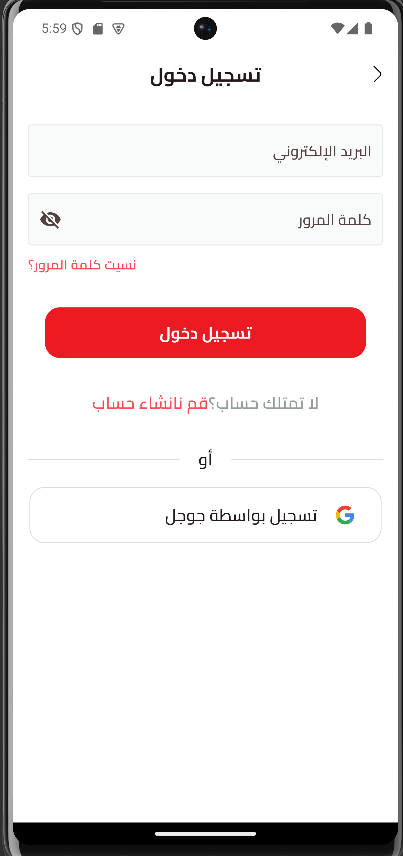 5:59
تسجيل دخول
البريد الإلكتروني
كلمة المرور
نسيت كلمة المرور؟
تسجيل دخول
لا تمتلك حساب؟قم نانشاء حساب
أو
تسجيل بواسطة جوجل